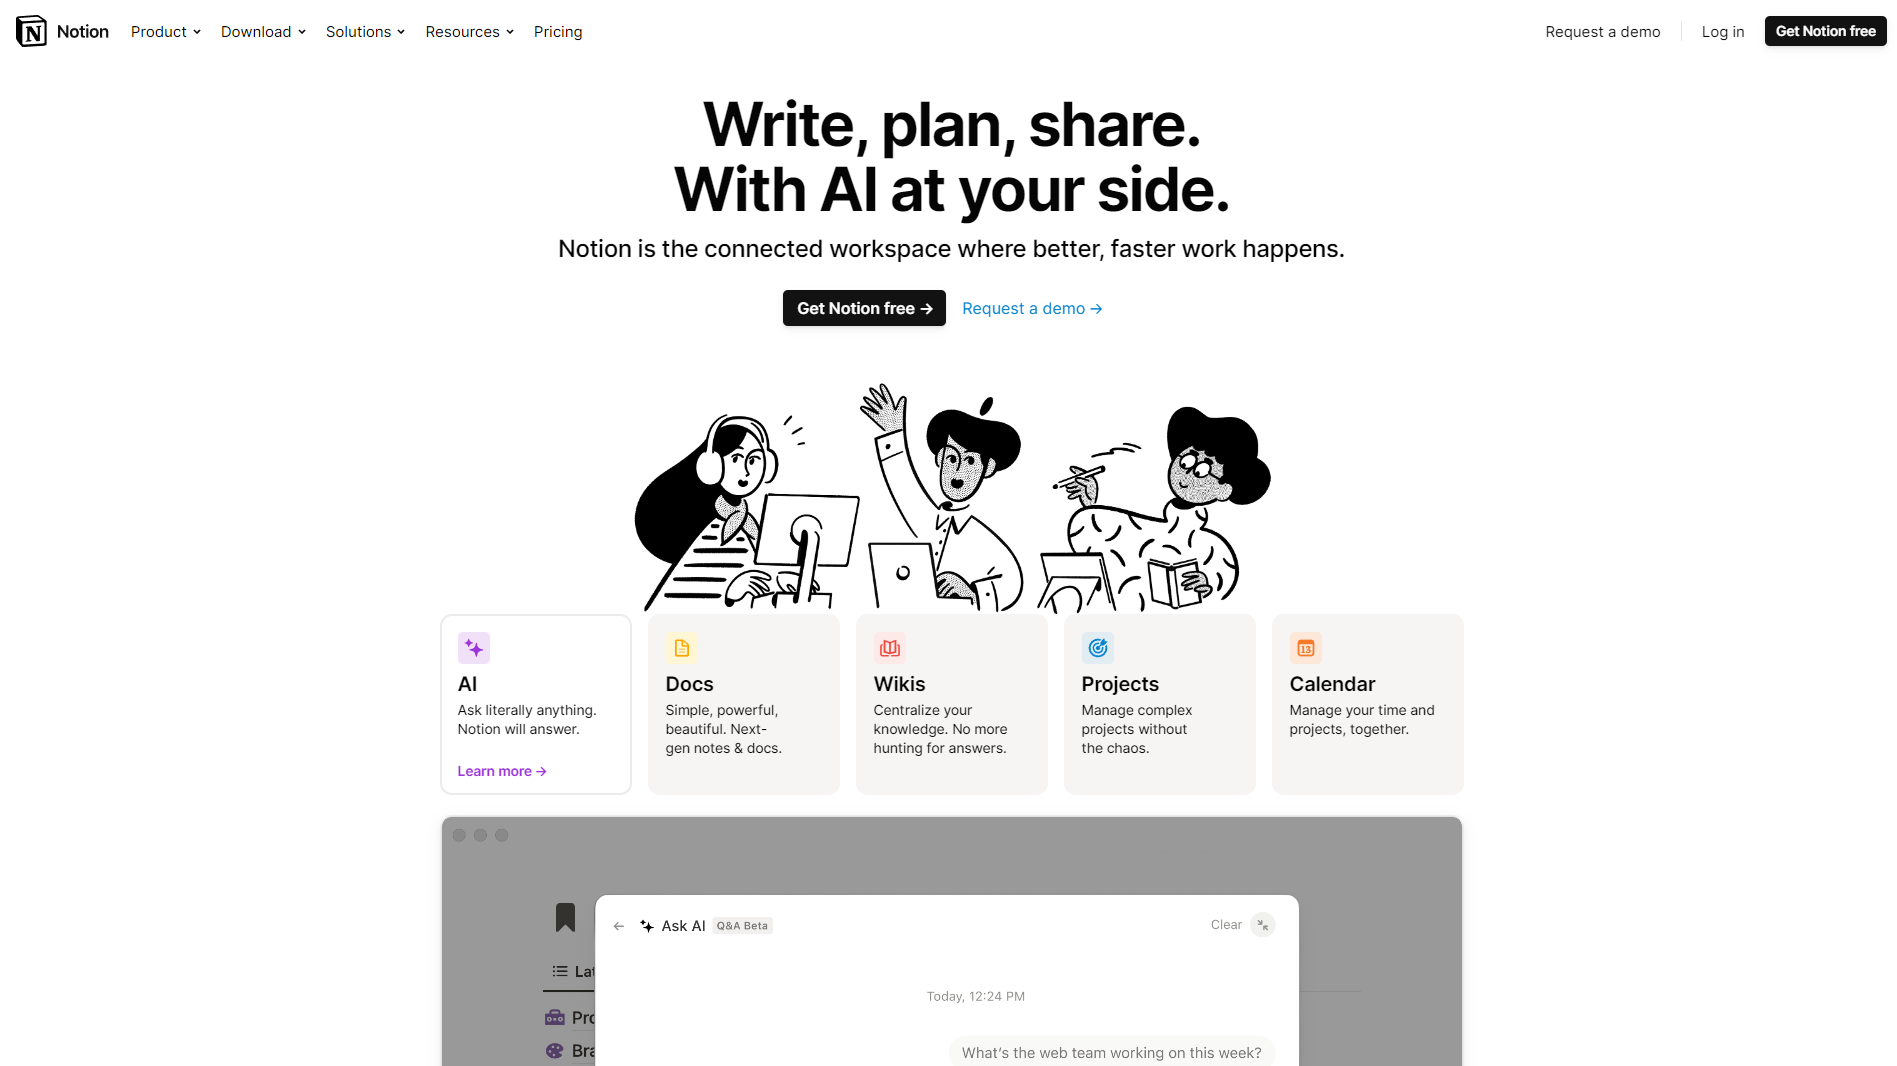 Notion Product Download Solutions Resources Pricing Request a demo Log in Get Notion free
Write, plan, share.
With AI at your side.
Notion is the connected workspace where better, faster work happens.
Get Notion free → Request a demo →
AI
Ask literally anything.
Notion will answer.
Learn more →
Docs
Simple, powerful,
beautiful. Next-
gen notes & docs.
Wikis
Centralize your
knowledge. No more
hunting for answers.
Projects
Manage complex
projects without
the chaos.
13
Calendar
Manage your time and
projects, together.
← Ask AI Q&A Beta Clear
Lat
Today, 12:24 PM
Pro
Bra
What's the web team working on this week?